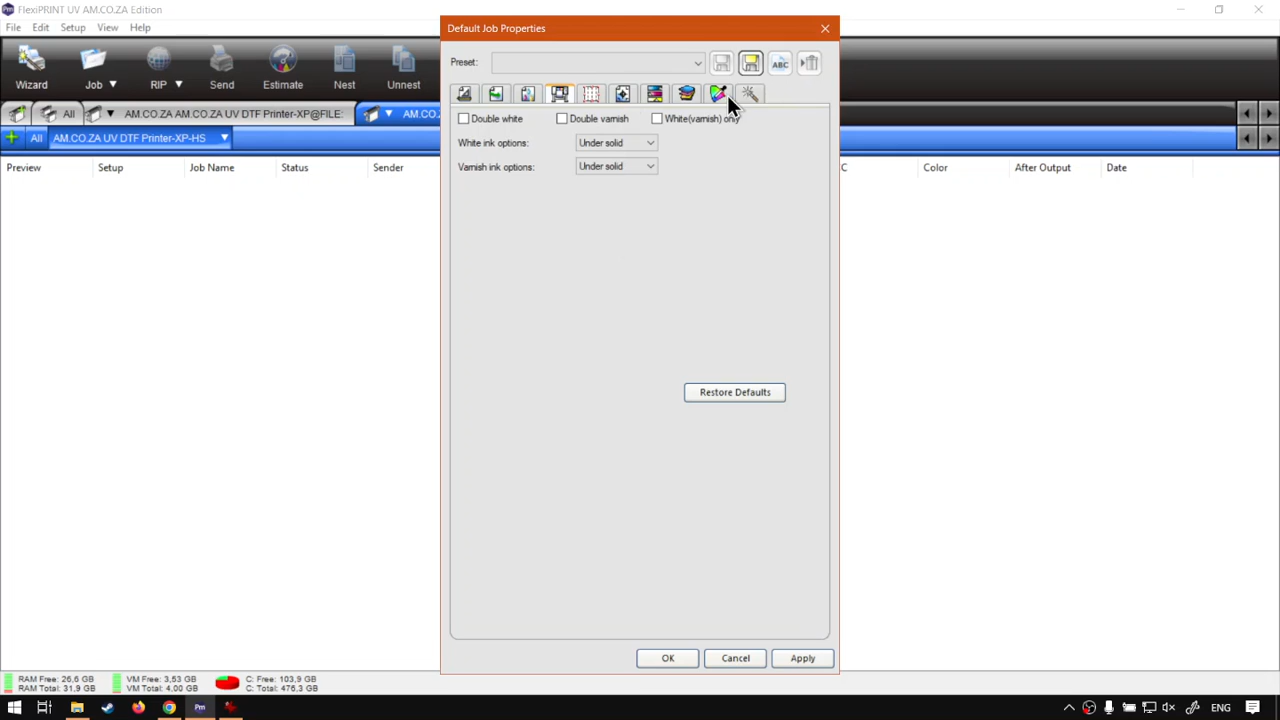 FlexiPRINT UV AM.CO.ZA Edition
File Edit Setup View Help
Wizard Job RIP Send Estimate Nest Unnest
All AM.CO.ZA AM.CO.ZA UV DTF Printer-XP@FILE: AM.CO.
All AM.CO.ZA UV DTF Printer-XP-HS
Preview Setup Job Name Status Sender C Color After Output Date
Default Job Properties
Preset:
ABC
Double white Double varnish White(varnish) only
White ink options: Under solid
Varnish ink options: Under solid
Restore Defaults
OK Cancel Apply
RAM Free: 26,6 GB VM Free: 3,53 GB C: Free: 103,9 GB
RAM Total: 31,9 GB VM Total: 4,00 GB C: Total: 476,3 GB
Pm ENG